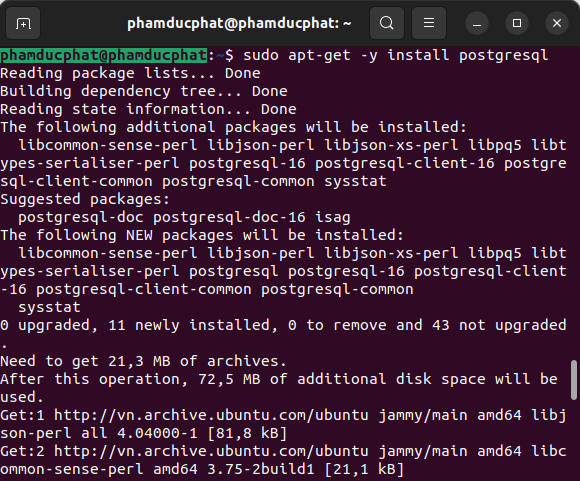 phamducphat@phamducphat: ~
phamducphat@phamducphat:~$ sudo apt-get -y install postgresql
Reading package lists... Done
Building dependency tree... Done
Reading state information... Done
The following additional packages will be installed:
  libcommon-sense-perl libjson-perl libjson-xs-perl libpq5 libt
ypes-serialiser-perl postgresql-16 postgresql-client-16 postgre
sql-client-common postgresql-common sysstat
Suggested packages:
  postgresql-doc postgresql-doc-16 isag
The following NEW packages will be installed:
  libcommon-sense-perl libjson-perl libjson-xs-perl libpq5 libt
ypes-serialiser-perl postgresql postgresql-16 postgresql-client
-16 postgresql-client-common postgresql-common
  sysstat
0 upgraded, 11 newly installed, 0 to remove and 43 not upgraded
.
Need to get 21,3 MB of archives.
After this operation, 72,5 MB of additional disk space will be
used.
Get:1 http://vn.archive.ubuntu.com/ubuntu jammy/main amd64 libj
son-perl all 4.04000-1 [81,8 kB]
Get:2 http://vn.archive.ubuntu.com/ubuntu jammy/main amd64 libc
ommon-sense-perl amd64 3.75-2build1 [21,1 kB]